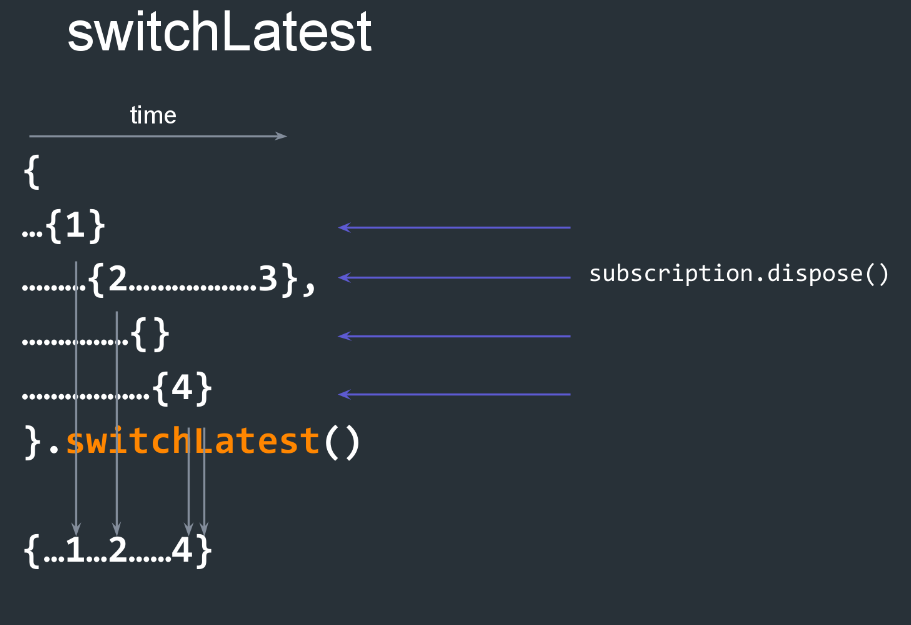 switchLatest
time
{
…{1}
………{2………………3},
……………{}
………………{4}
}.switchLatest()
subscription.dispose()
{…1…2……4}